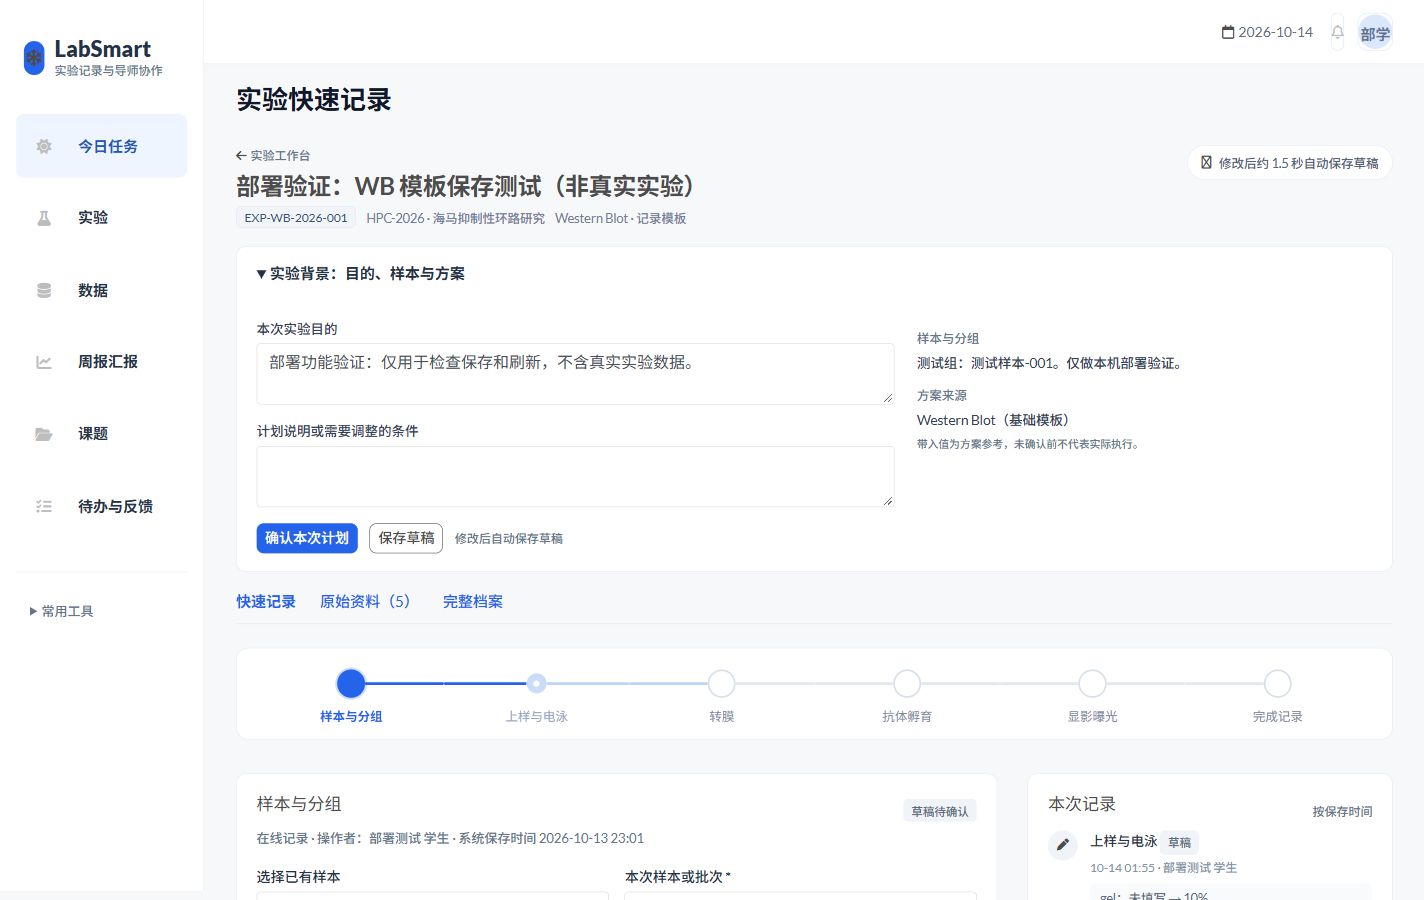 LabSmart
实验记录与导师协作
今日任务
实验
数据
周报汇报
课题
待办与反馈
常用工具
2026-10-14
部学
实验快速记录
实验工作台
部署验证：WB 模板保存测试（非真实实验）
修改后约 1.5 秒自动保存草稿
EXP-WB-2026-001 HPC-2026 · 海马抑制性环路研究 Western Blot · 记录模板
实验背景：目的、样本与方案
本次实验目的
部署功能验证：仅用于检查保存和刷新，不含真实实验数据。
计划说明或需要调整的条件
确认本次计划 保存草稿 修改后自动保存草稿
样本与分组
测试组：测试样本-001。仅做本机部署验证。
方案来源
Western Blot（基础模板）
带入值为方案参考，未确认前不代表实际执行。
快速记录 原始资料（5） 完整档案
样本与分组 上样与电泳 转膜 抗体孵育 显影曝光 完成记录
样本与分组
草稿待确认
在线记录 · 操作者：部署测试 学生 · 系统保存时间 2026-10-13 23:01
选择已有样本 本次样本或批次 *
本次记录 按保存时间
上样与电泳 草稿
10-14 01:55 · 部署测试 学生
gel：未填写 → 10%